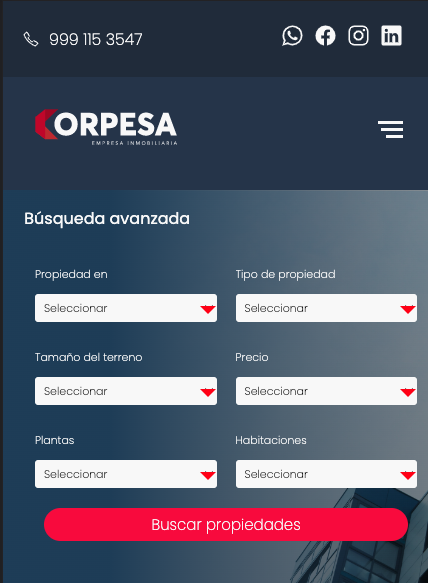 999 115 3547
CORPESA
EMPRESA INMOBILIARIA
Búsqueda avanzada
Propiedad en
Tipo de propiedad
Seleccionar
Seleccionar
Tamaño del terreno
Precio
Seleccionar
Seleccionar
Plantas
Habitaciones
Seleccionar
Seleccionar
Buscar propiedades